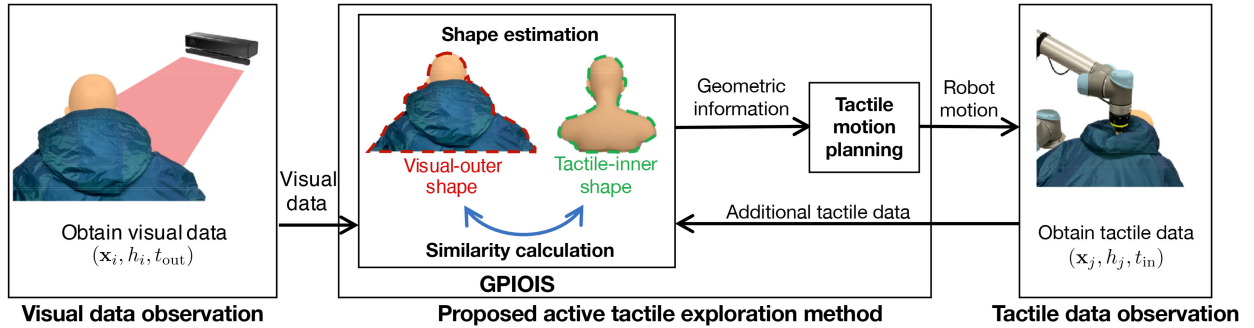 Obtain visual data
(x_i, h_i, t_out)
Visual data observation
Visual
data
Shape estimation
Visual-outer
shape
Tactile-inner
shape
Similarity calculation
GPIOIS
Geometric
information
Tactile
motion
planning
Proposed active tactile exploration method
Robot
motion
Additional tactile data
Obtain tactile data
(x_j, h_j, t_in)
Tactile data observation